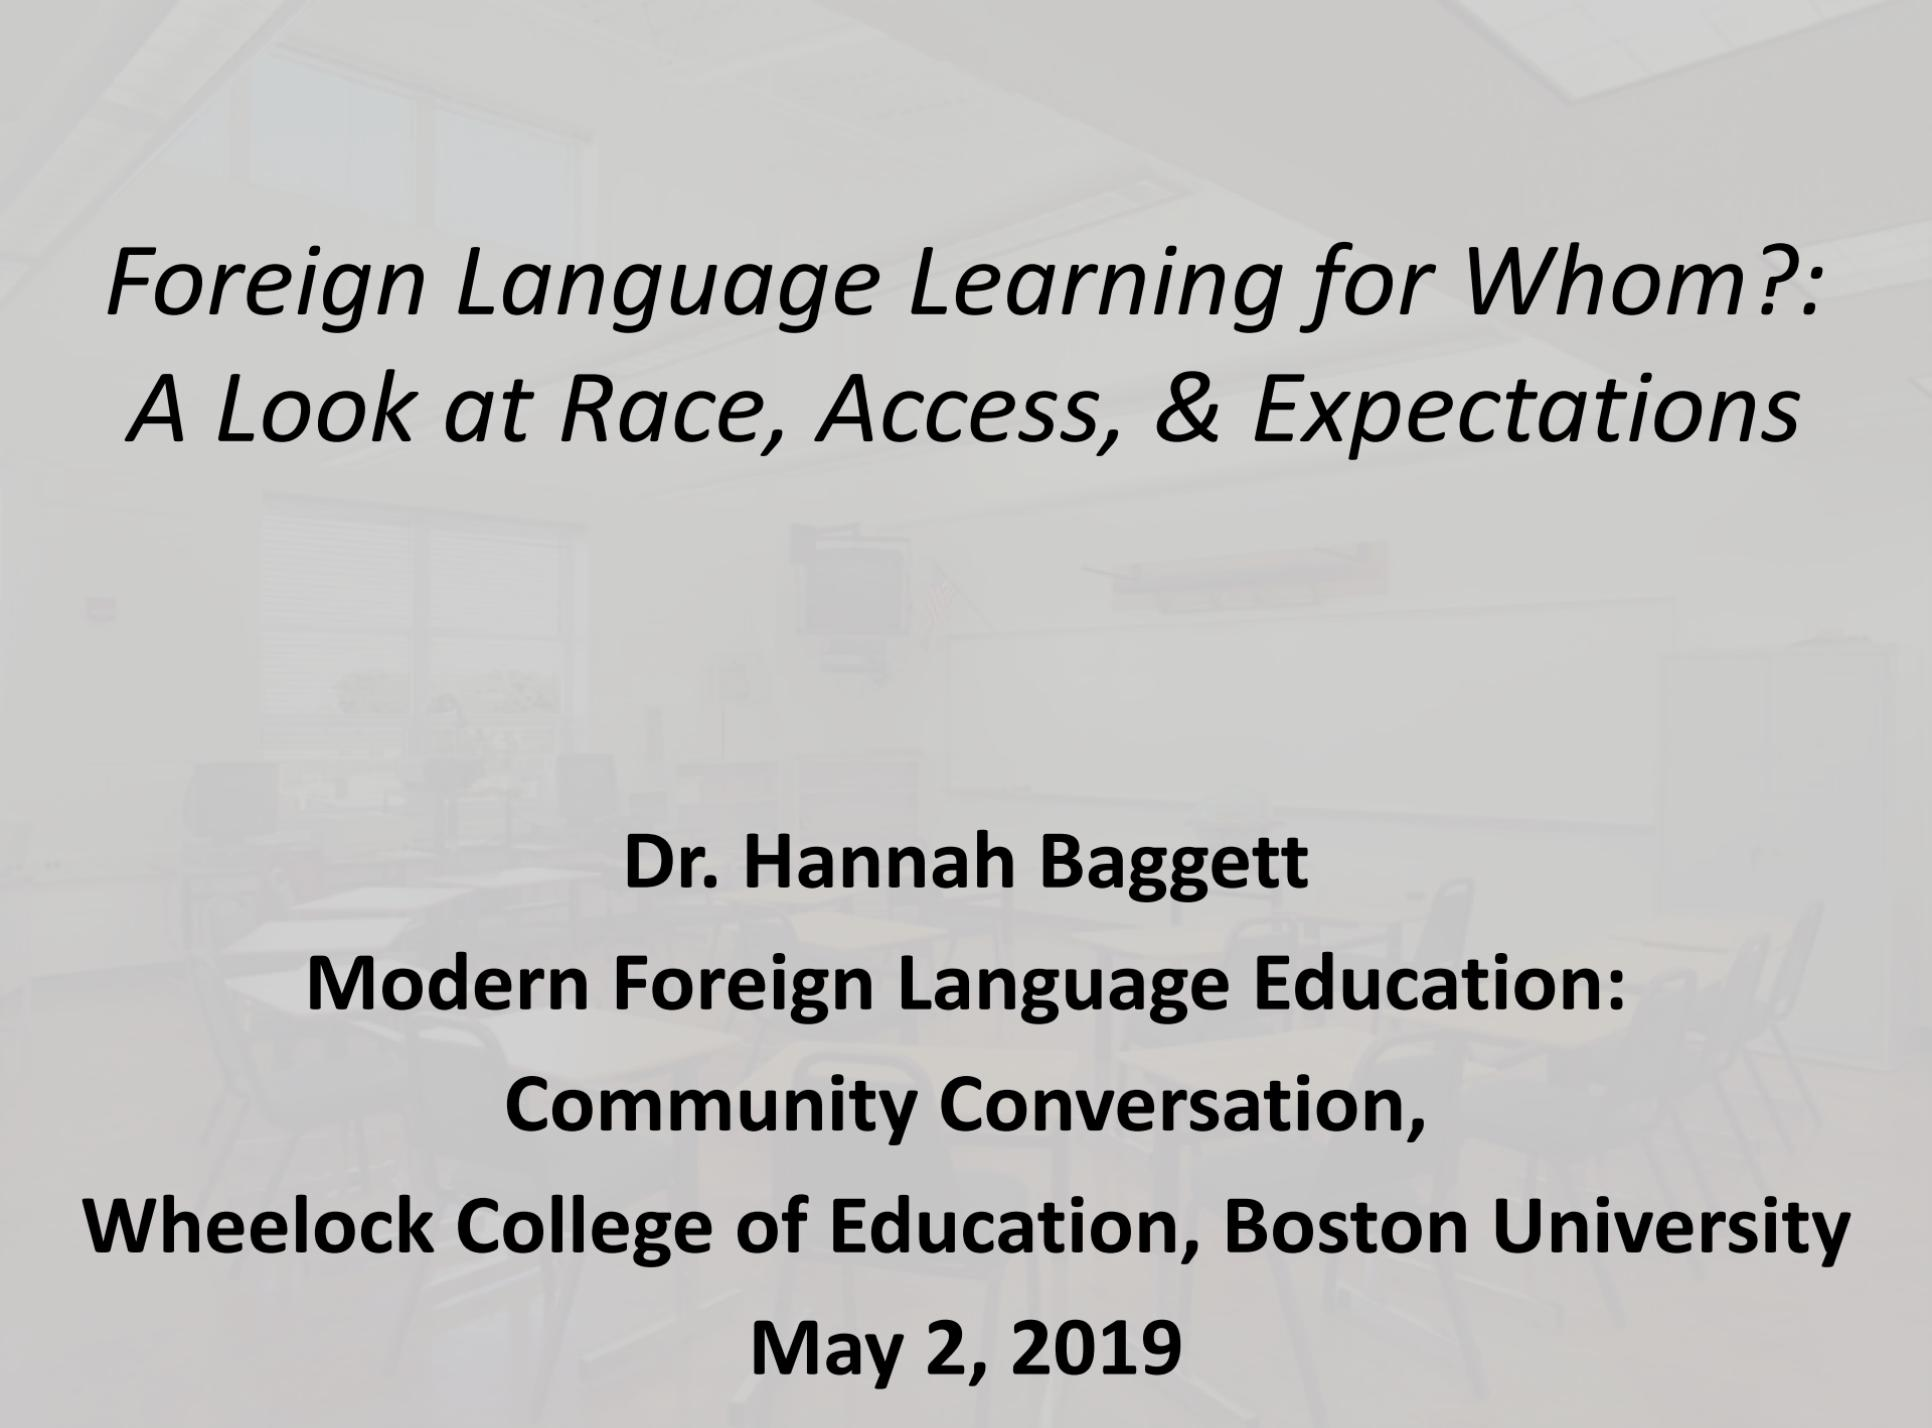 Foreign Language Learning for Whom?:
A Look at Race, Access, & Expectations
Dr. Hannah Baggett
Modern Foreign Language Education:
Community Conversation,
Wheelock College of Education, Boston University
May 2, 2019